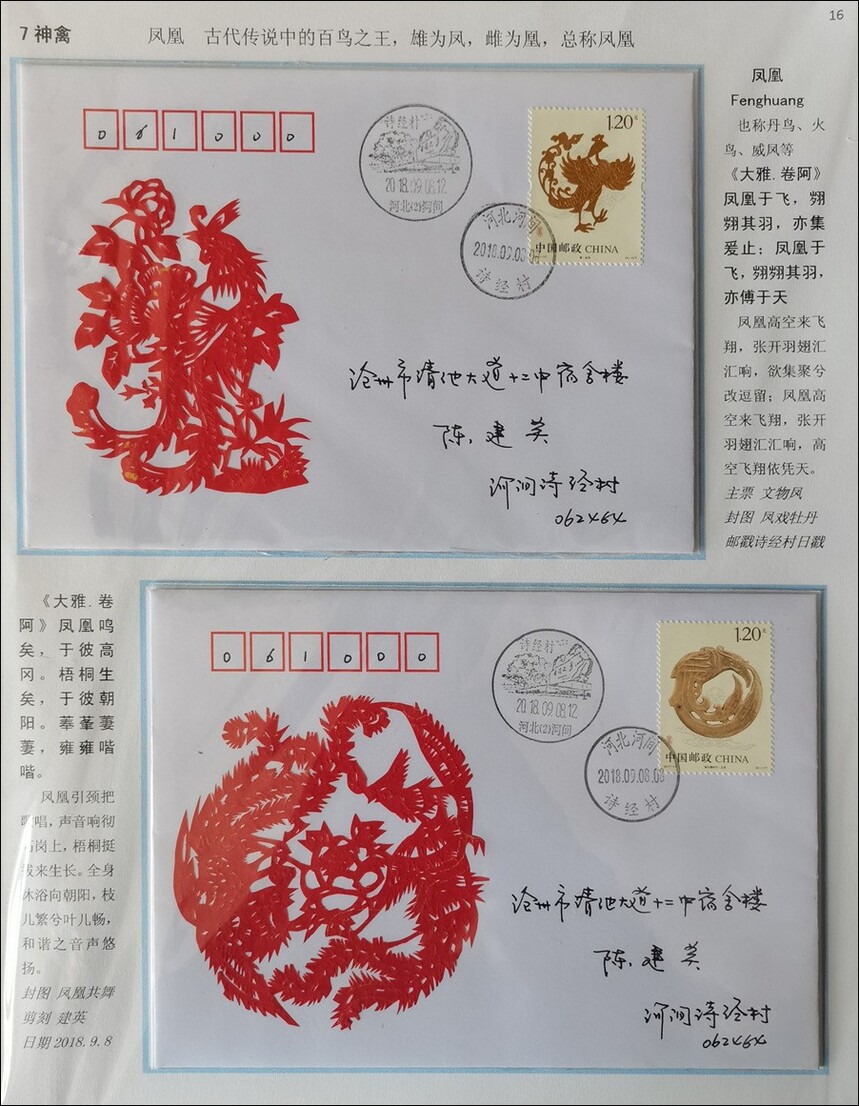 16
7 神禽 凤凰 古代传说中的百鸟之王，雄为凤，雌为凰，总称凤凰
凤凰
Fenghuang
也称丹鸟、火
鸟、威凤等
《大雅.卷阿》
凤凰于飞，翙
翙其羽，亦集
爰止；凤凰于
飞，翙翙其羽，
亦傅于天
凤凰高空来飞
翔，张开羽翅汇
汇响，欲集聚兮
改逗留；凤凰高
空来飞翔，张开
羽翅汇汇响，高
空飞翔依凭天。
主票 文物凤
封图 凤戏牡丹
邮戳诗经村日戳
061000
诗经村
2018.09.08.12
河北(2)河间
河北河间
2018.09.08
诗经村
1.20元
中国邮政 CHINA
沧州市清池大道十二中宿舍楼
陈建英
河间诗经村
062464
《大雅.卷
阿》凤凰鸣
矣，于彼高
冈。梧桐生
矣，于彼朝
阳。菶菶萋
萋，雍雍喈
喈。
凤凰引颈把
歌唱，声音响彻
高岗上，梧桐挺
拔来生长。全身
沐浴向朝阳，枝
儿繁兮叶儿畅，
和谐之音声悠
扬。
封图 凤凰共舞
剪刻 建英
日期 2018.9.8
061000
诗经村
2018.09.08.12
河北(2)河间
河北河间
2018.09.08.08
诗经村
1.20元
中国邮政 CHINA
沧州市清池大道十二中宿舍楼
陈建英
河间诗经村
062464